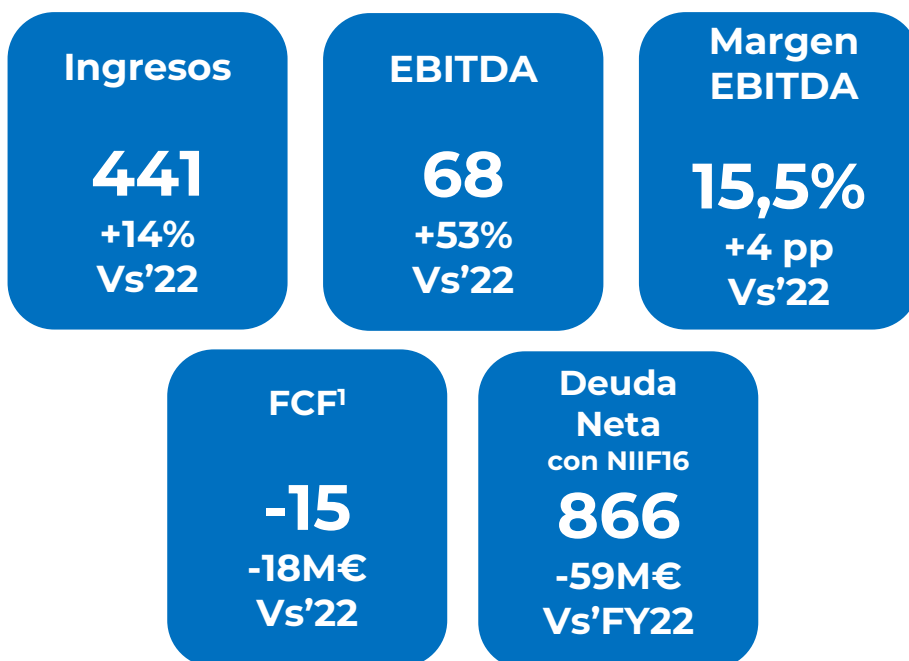 Ingresos
441
+14%
Vs’22
EBITDA
68
+53%
Vs’22
Margen
EBITDA
15,5%
+4 pp
Vs’22
FCF¹
-15
-18M€
Vs’22
Deuda
Neta
con NIIF16
866
-59M€
Vs’FY22